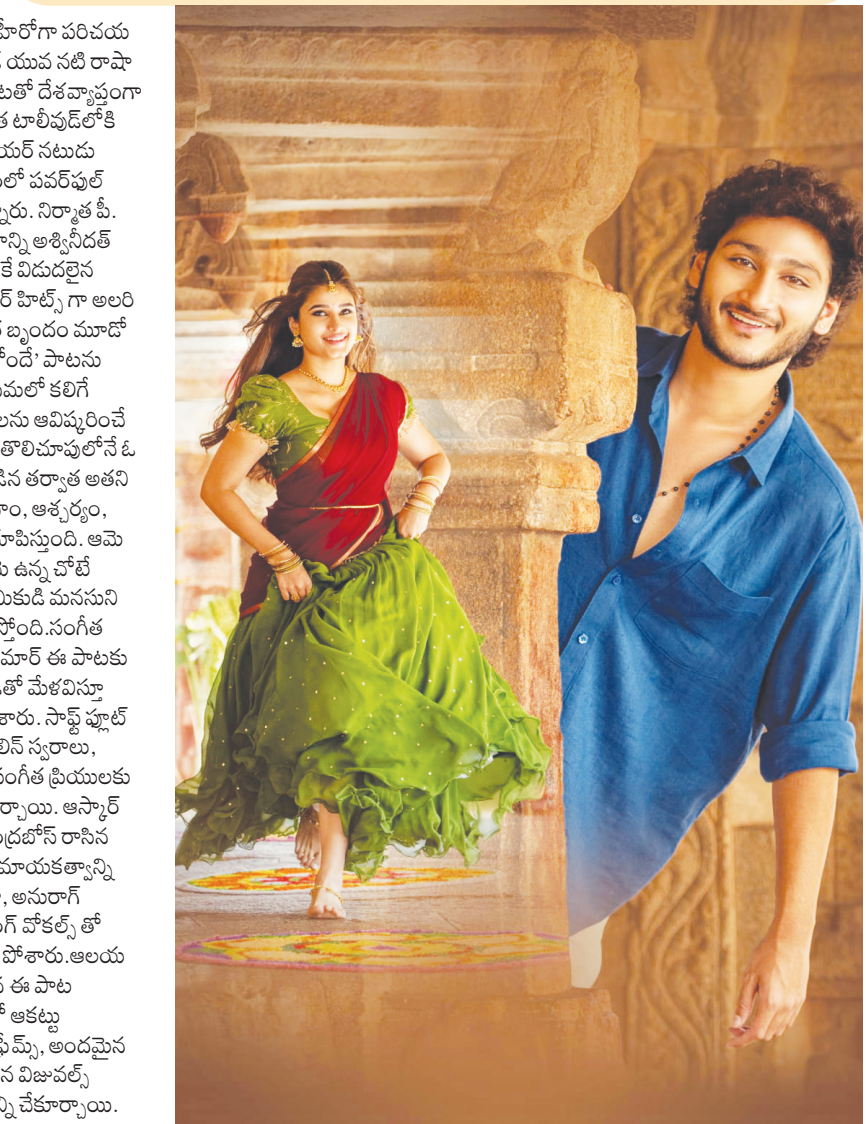 హీరోగా పరిచయ
యువ నటి రాషా
టతో దేశవ్యాప్తంగా
త టాలీవుడ్‌లోకి
యర్ నటుడు
లో పవర్‌ఫుల్
న్నారు. నిర్మాత పీ.
న్ని అశ్వినీదత్
కే విడుదలైన
ర్ హిట్స్ గా అలరి
బృందం మూడో
ోందే' పాటను
మలో కలిగే
లను ఆవిష్కరించే
తొలిచూపులోనే ఓ
డిన తర్వాత అతని
ం, ఆశ్చర్యం,
చూపిస్తుంది. ఆమె
ఉన్న చోటే
మికుడి మనసుని
స్తోంది.సంగీత
మార్ ఈ పాటకు
తో మేళవిస్తూ
శారు. సాఫ్ట్ ఫ్లూట్
లిన్ స్వరాలు,
సంగీత ప్రియులకు
ర్చాయి. ఆస్కార్
ంద్రబోస్ రాసిన
మాయకత్వాన్ని
, అనురాగ్
గ్ వోకల్స్ తో
పోశారు.ఆలయ
ఈ పాట
ో ఆకట్టు
ఫ్రేమ్స్, అందమైన
న విజువల్స్
న్ని చేకూర్చాయి.